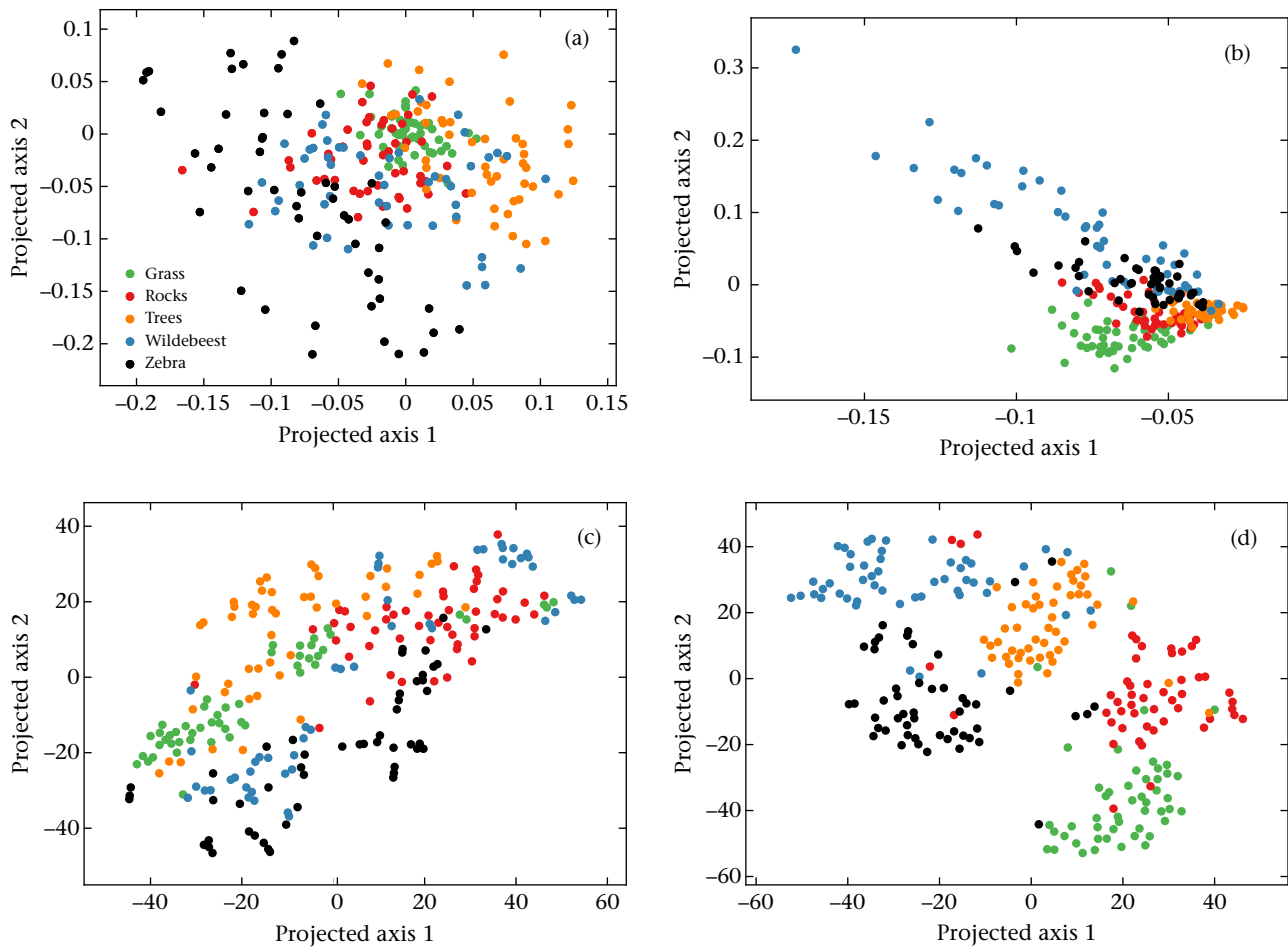 (a)
0.1
0.05
0
−0.05
−0.1
−0.15
−0.2
Projected axis 2
Grass
Rocks
Trees
Wildebeest
Zebra
−0.2 −0.15 −0.1 −0.05 0 0.05 0.1 0.15
Projected axis 1
(b)
0.3
0.2
0.1
0
−0.1
Projected axis 2
−0.15 −0.1 −0.05
Projected axis 1
(c)
40
20
0
−20
−40
Projected axis 2
−40 −20 0 20 40 60
Projected axis 1
(d)
40
20
0
−20
−40
−60
Projected axis 2
−60 −40 −20 0 20 40
Projected axis 1